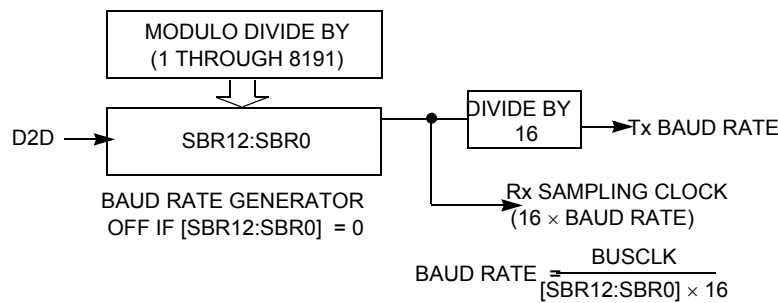 MODULO DIVIDE BY
(1 THROUGH 8191)
D2D
SBR12:SBR0
DIVIDE BY
16
Tx BAUD RATE
BAUD RATE GENERATOR
OFF IF [SBR12:SBR0] = 0
Rx SAMPLING CLOCK
(16 × BAUD RATE)
BAUD RATE =
BUSCLK
[SBR12:SBR0] × 16